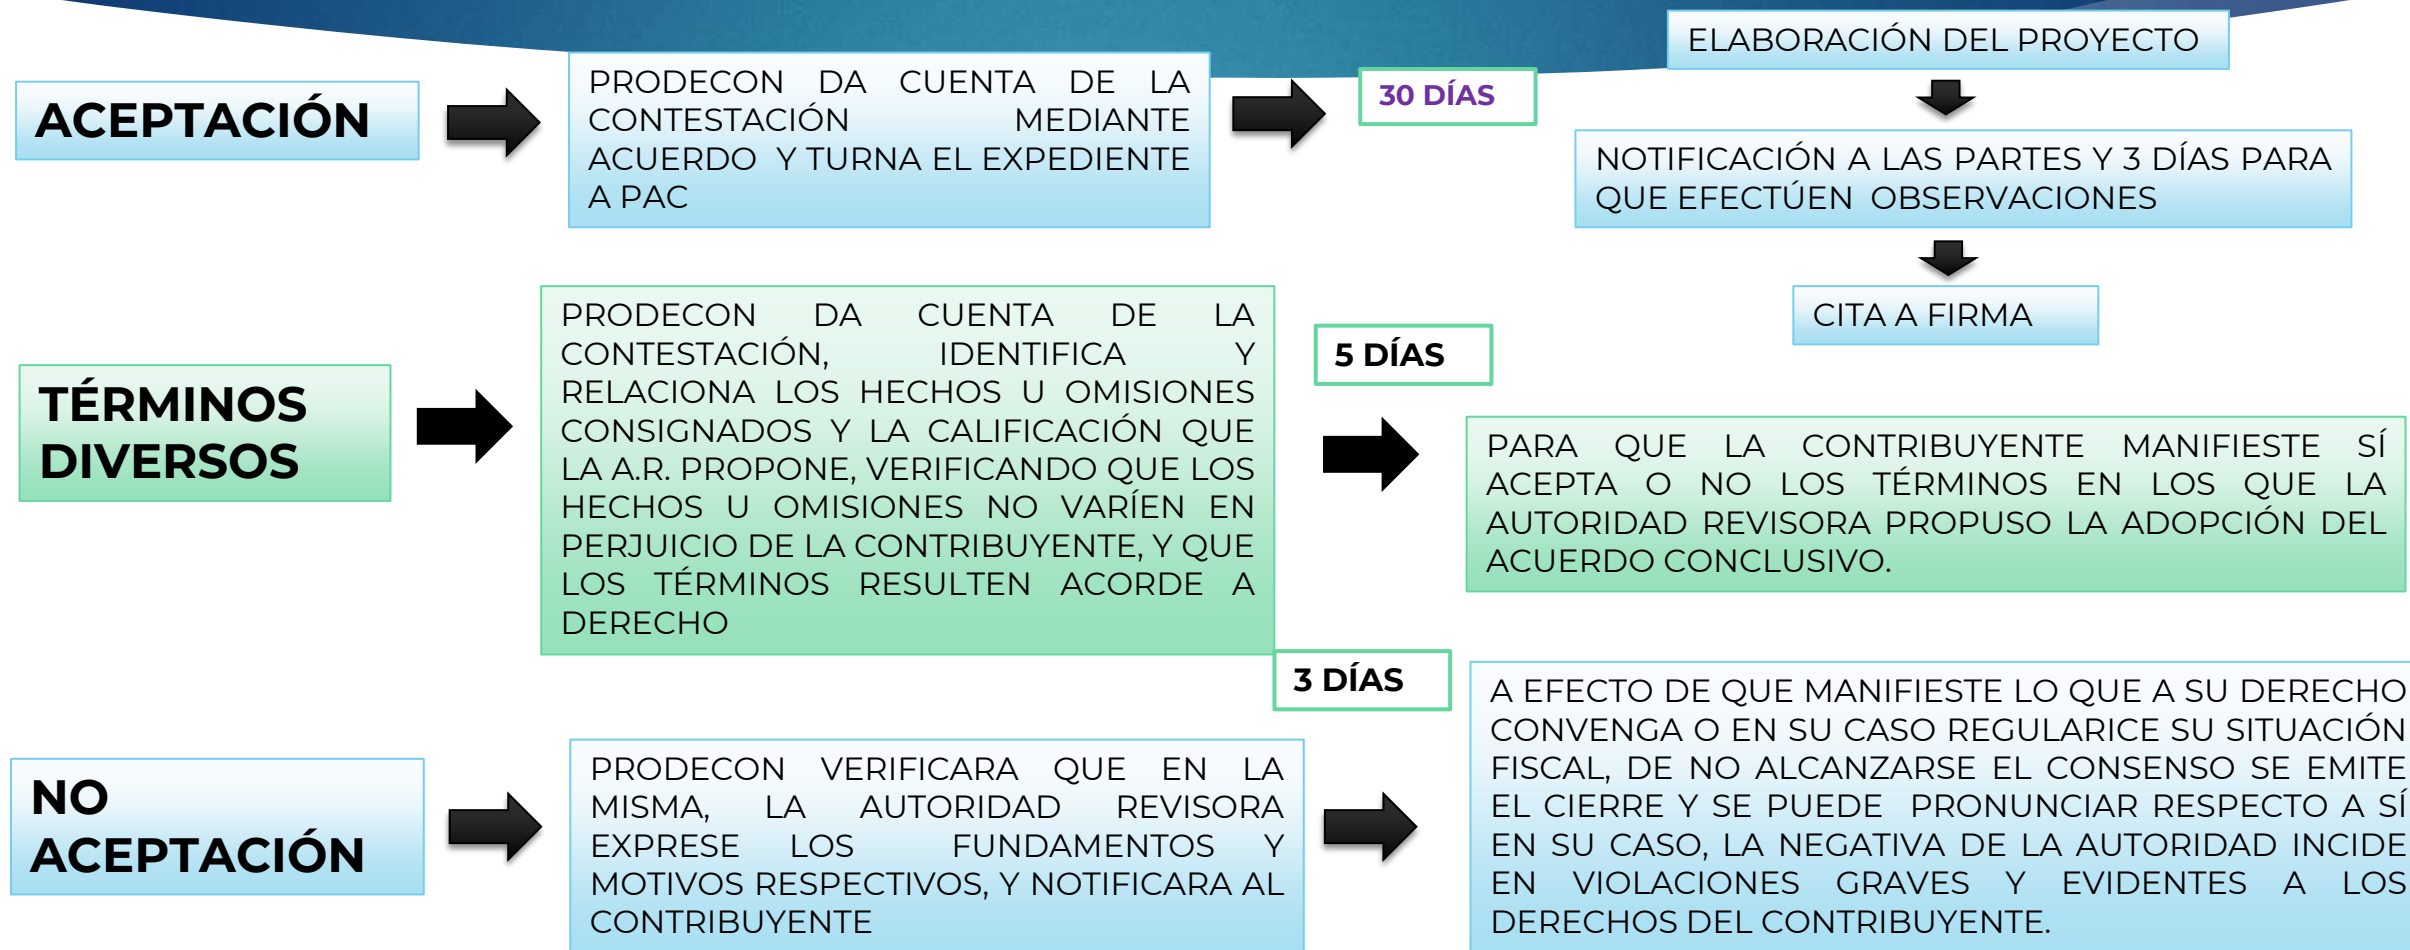 ACEPTACIÓN
PRODECON DA CUENTA DE LA
CONTESTACIÓN MEDIANTE
ACUERDO Y TURNA EL EXPEDIENTE
A PAC
30 DÍAS
ELABORACIÓN DEL PROYECTO
NOTIFICACIÓN A LAS PARTES Y 3 DÍAS PARA
QUE EFECTÚEN OBSERVACIONES
CITA A FIRMA
TÉRMINOS
DIVERSOS
PRODECON DA CUENTA DE LA
CONTESTACIÓN, IDENTIFICA Y
RELACIONA LOS HECHOS U OMISIONES
CONSIGNADOS Y LA CALIFICACIÓN QUE
LA A.R. PROPONE, VERIFICANDO QUE LOS
HECHOS U OMISIONES NO VARÍEN EN
PERJUICIO DE LA CONTRIBUYENTE, Y QUE
LOS TÉRMINOS RESULTEN ACORDE A
DERECHO
5 DÍAS
PARA QUE LA CONTRIBUYENTE MANIFIESTE SÍ
ACEPTA O NO LOS TÉRMINOS EN LOS QUE LA
AUTORIDAD REVISORA PROPUSO LA ADOPCIÓN DEL
ACUERDO CONCLUSIVO.
NO
ACEPTACIÓN
PRODECON VERIFICARA QUE EN LA
MISMA, LA AUTORIDAD REVISORA
EXPRESE LOS FUNDAMENTOS Y
MOTIVOS RESPECTIVOS, Y NOTIFICARA AL
CONTRIBUYENTE
3 DÍAS
A EFECTO DE QUE MANIFIESTE LO QUE A SU DERECHO
CONVENGA O EN SU CASO REGULARICE SU SITUACIÓN
FISCAL, DE NO ALCANZARSE EL CONSENSO SE EMITE
EL CIERRE Y SE PUEDE PRONUNCIAR RESPECTO A SÍ
EN SU CASO, LA NEGATIVA DE LA AUTORIDAD INCIDE
EN VIOLACIONES GRAVES Y EVIDENTES A LOS
DERECHOS DEL CONTRIBUYENTE.